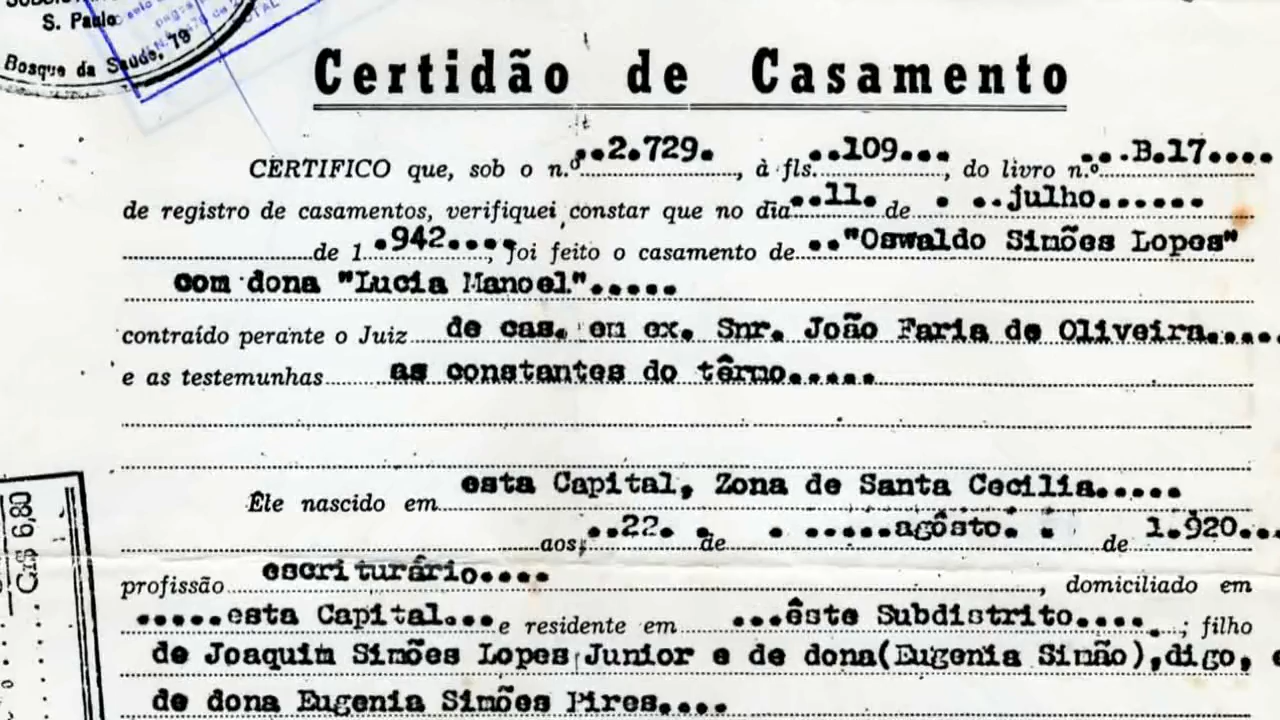 S. Paulo
Bosque da Saúde, 79
Certidão de Casamento
CERTIFICO que, sob o n.º ..2.729. , à fls. ..109... , do livro n.º ...B.17....
de registro de casamentos, verifiquei constar que no dia ..11. de . ..julho......
de 1 .942.... , foi feito o casamento de .."Oswaldo Simões Lopes"
com dona "Lucia Manoel".....
contraído perante o Juiz de cas. em ex. Snr. João Faria de Oliveira....
e as testemunhas as constantes do têrmo.....
Ele nascido em esta Capital, Zona de Santa Cecilia.....
aos, ..22. . de . .....agôsto. . de 1.920...
profissão escriturário.... , domiciliado em
.....esta Capital... e residente em ...êste Subdistrito.... ; filho
de Joaquim Simões Lopes Junior e de dona(Eugenia Simão),digo,
de dona Eugenia Simões Pires....
Cr$ 6,80